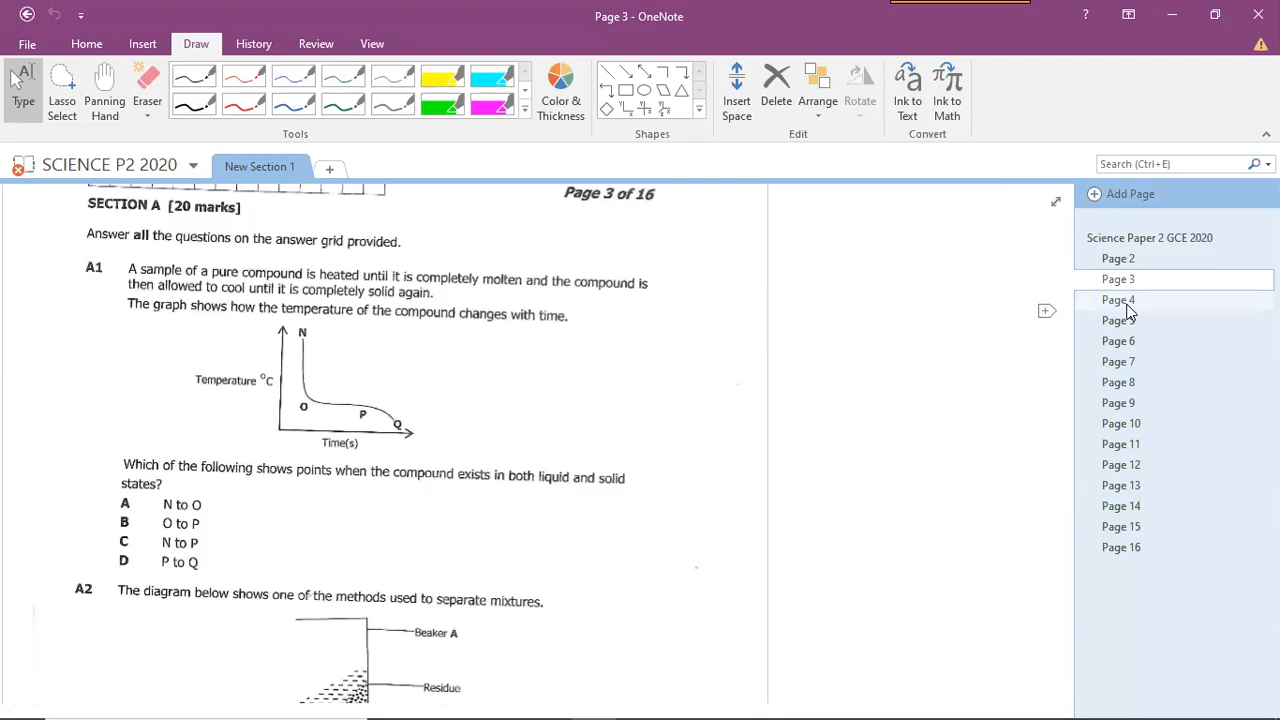 Page 3 - OneNote
?
File
Home
Insert
Draw
History
Review
View
Type
Lasso
Select
Panning
Hand
Eraser
Color &
Thickness
Insert
Space
Delete
Arrange
Rotate
Ink to
Text
Ink to
Math
Tools
Shapes
Edit
Convert
SCIENCE P2 2020
New Section 1
Search (Ctrl+E)
Page 3 of 16
SECTION A [20 marks]
Answer all the questions on the answer grid provided.
A1 A sample of a pure compound is heated until it is completely molten and the compound is
then allowed to cool until it is completely solid again.
The graph shows how the temperature of the compound changes with time.
N
Temperature °C
O
P
Q
Time(s)
Which of the following shows points when the compound exists in both liquid and solid
states?
A N to O
B O to P
C N to P
D P to Q
A2 The diagram below shows one of the methods used to separate mixtures.
Beaker A
Residue
Add Page
Science Paper 2 GCE 2020
Page 2
Page 3
Page 4
Page 5
Page 6
Page 7
Page 8
Page 9
Page 10
Page 11
Page 12
Page 13
Page 14
Page 15
Page 16